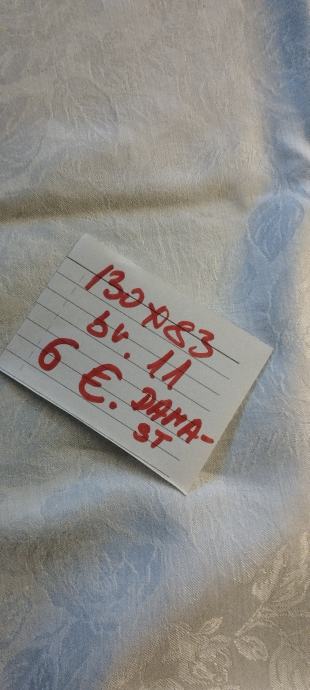 130x83
br. 11
6 €. DAMA-
ST